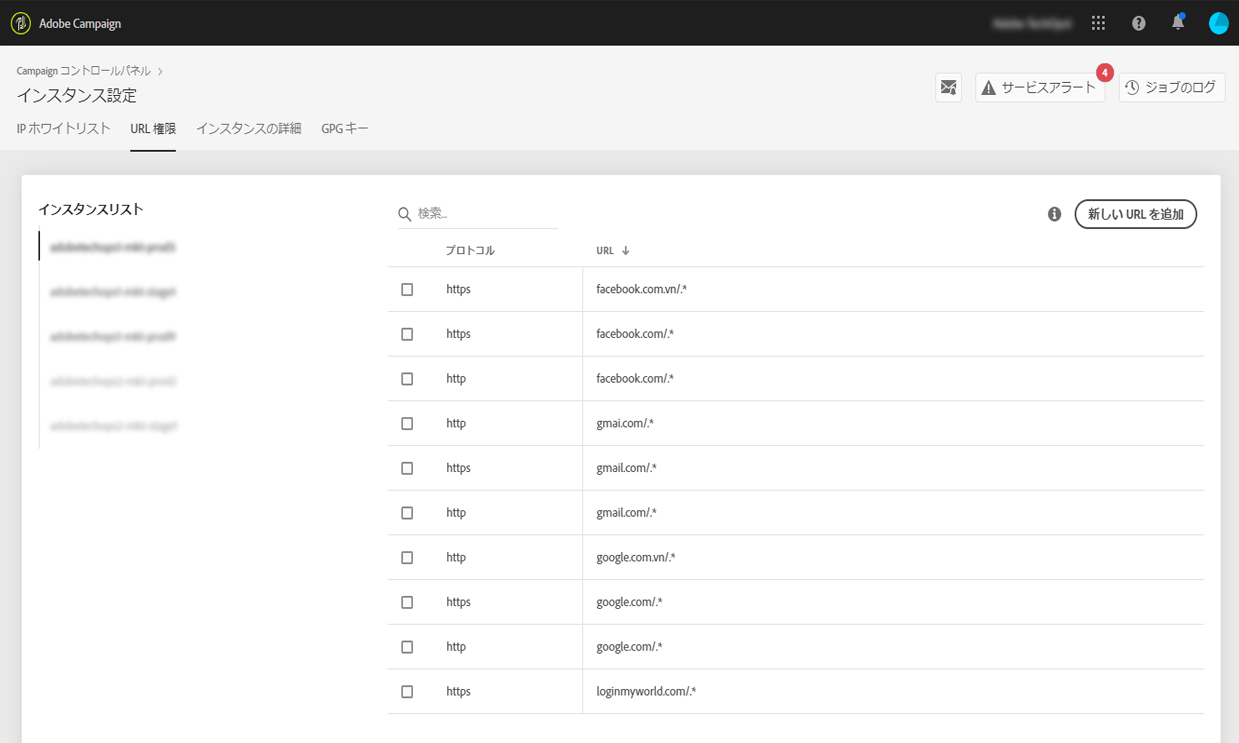 Adobe Campaign
Campaign コントロールパネル
インスタンス設定
サービスアラート
4
ジョブのログ
IP ホワイトリスト URL 権限 インスタンスの詳細 GPG キー
インスタンスリスト
検索...
新しい URL を追加
プロトコル URL ↓
https facebook.com.vn/.*
https facebook.com/.*
http facebook.com/.*
http gmai.com/.*
https gmail.com/.*
http gmail.com/.*
http google.com.vn/.*
https google.com/.*
http google.com/.*
https loginmyworld.com/.*